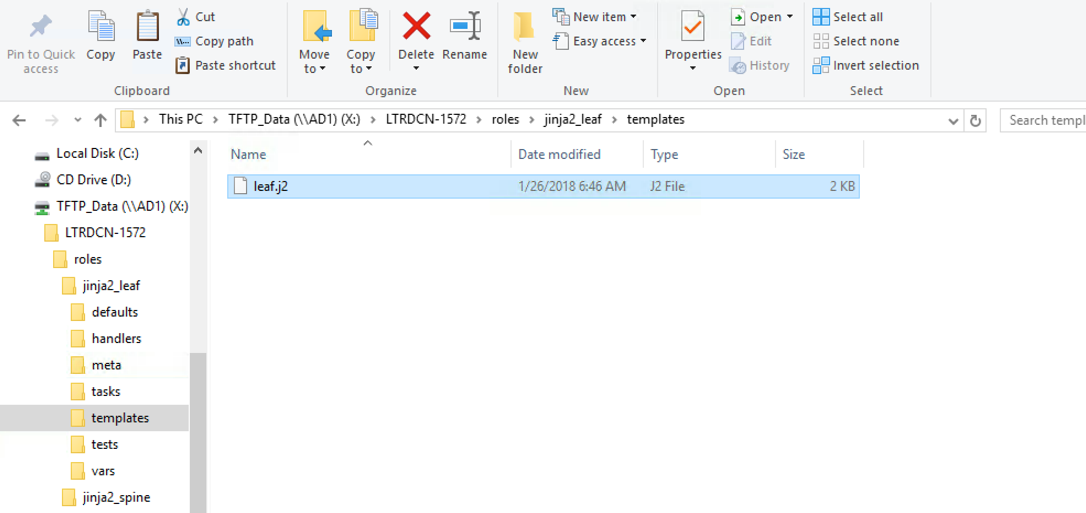 Pin to Quick access
Copy
Paste
Cut
Copy path
Paste shortcut
Clipboard
Move to
Copy to
Delete
Rename
Organize
New folder
New item
Easy access
New
Properties
Open
Edit
History
Open
Select all
Select none
Invert selection
Select
This PC > TFTP_Data (\\AD1) (X:) > LTRDCN-1572 > roles > jinja2_leaf > templates
Search templ
Local Disk (C:)
CD Drive (D:)
TFTP_Data (\\AD1) (X:)
LTRDCN-1572
roles
jinja2_leaf
defaults
handlers
meta
tasks
templates
tests
vars
jinja2_spine
Name Date modified Type Size
leaf.j2 1/26/2018 6:46 AM J2 File 2 KB